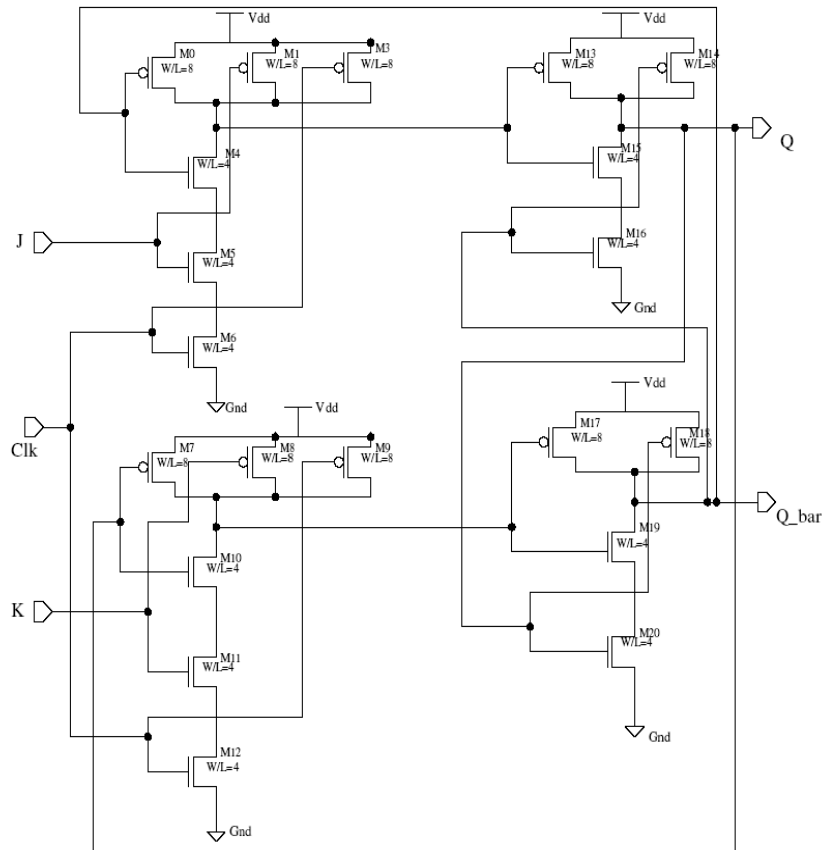 Vdd
Vdd
M0
W/L=8
M1
W/L=8
M3
W/L=8
M13
W/L=8
M14
W/L=8
Q
M4
W/L=4
M15
W/L=4
J
M5
W/L=4
M16
W/L=4
Gnd
M6
W/L=4
Gnd
Vdd
Vdd
Clk
M7
W/L=8
M8
W/L=8
M9
W/L=8
M17
W/L=8
M18
W/L=8
Q_bar
M19
W/L=4
M10
W/L=4
K
M11
W/L=4
M20
W/L=4
Gnd
M12
W/L=4
Gnd